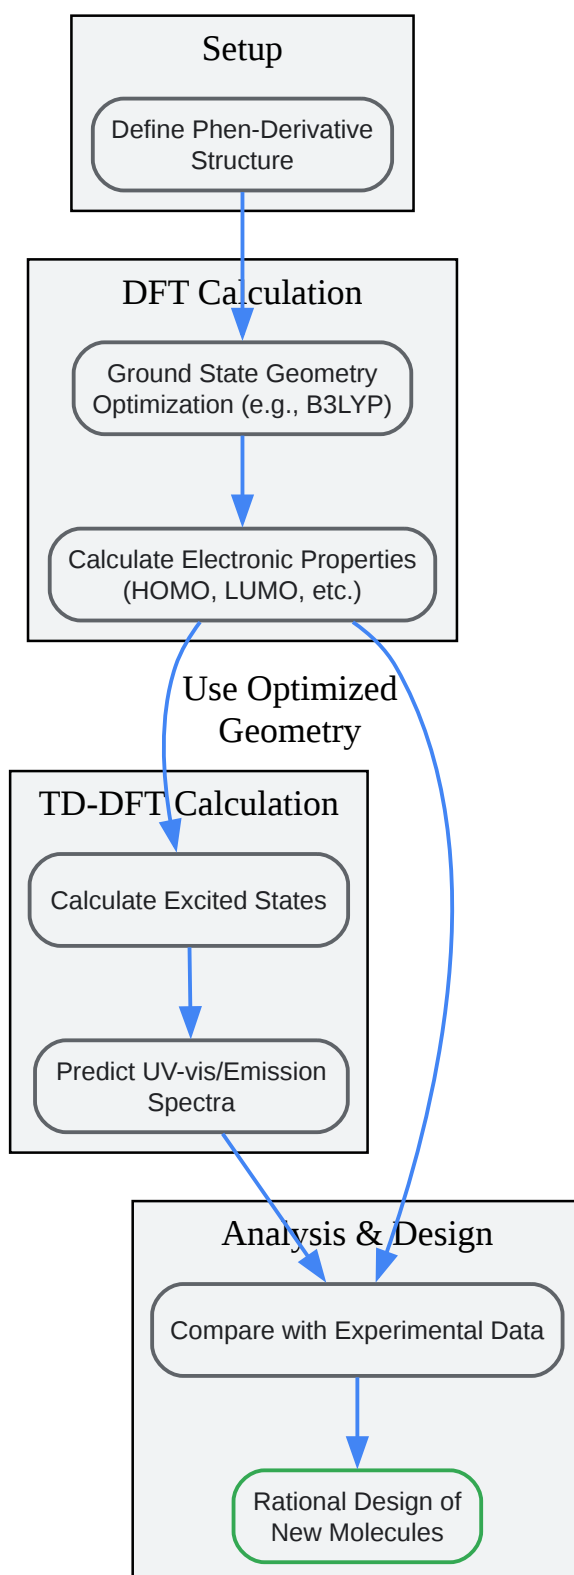 Setup
Define Phen-Derivative
Structure
DFT Calculation
Ground State Geometry
Optimization (e.g., B3LYP)
Calculate Electronic Properties
(HOMO, LUMO, etc.)
Use Optimized
Geometry
TD-DFT Calculation
Calculate Excited States
Predict UV-vis/Emission
Spectra
Analysis & Design
Compare with Experimental Data
Rational Design of
New Molecules